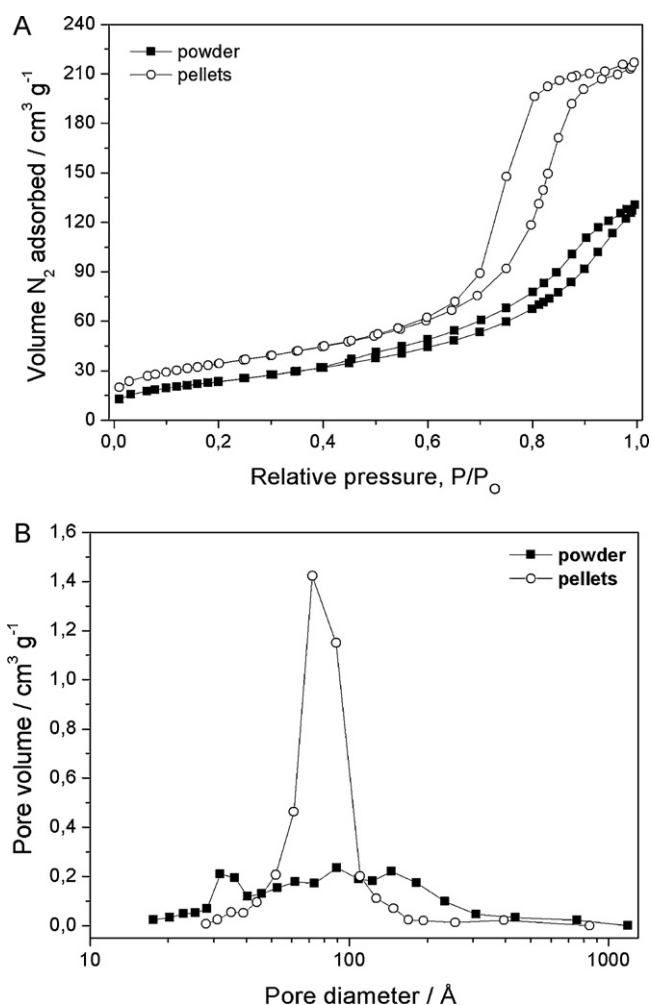 A
240
210
180
150
120
90
60
30
0
powder
pellets
Volume N₂ adsorbed / cm³ g⁻¹
0,0 0,2 0,4 0,6 0,8 1,0
Relative pressure, P/P₀
B
1,6
1,4
1,2
1,0
0,8
0,6
0,4
0,2
0,0
powder
pellets
Pore volume / cm³ g⁻¹
10 100 1000
Pore diameter / Å